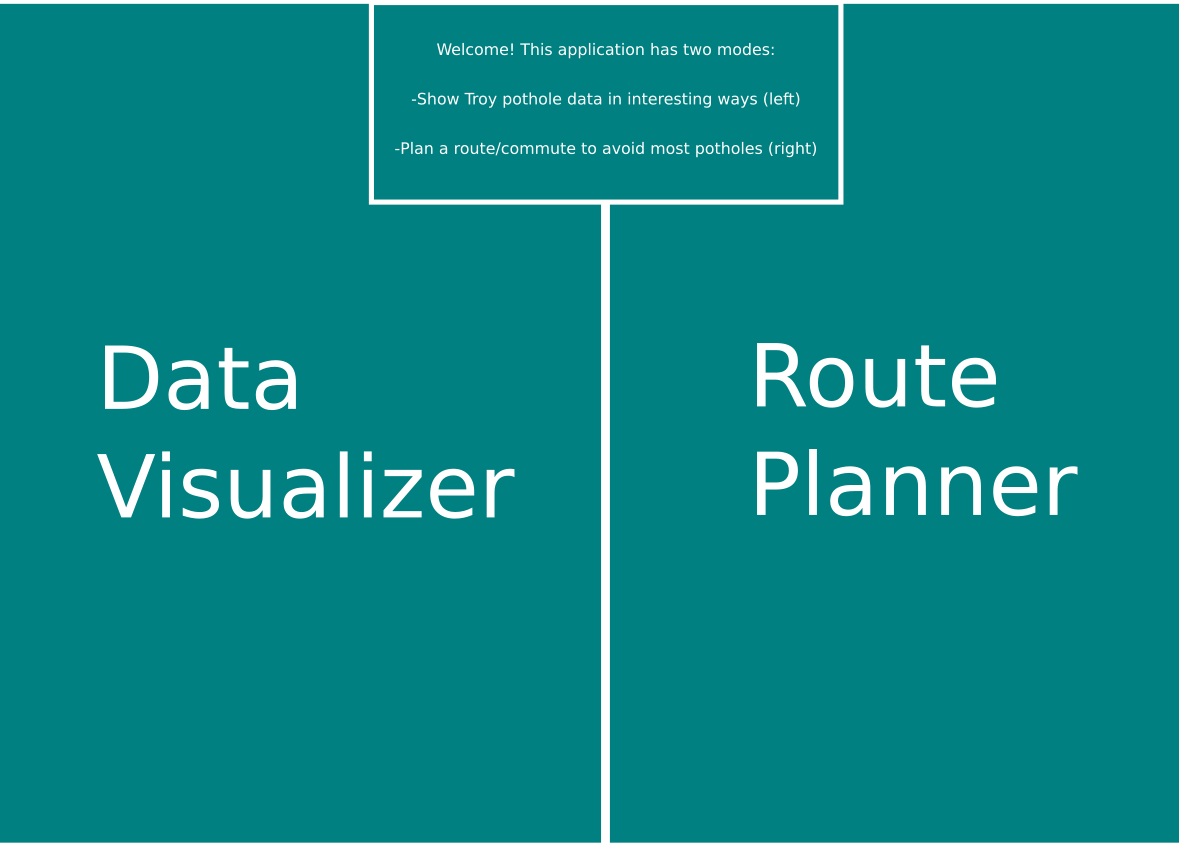 Welcome! This application has two modes:
-Show Troy pothole data in interesting ways (left)
-Plan a route/commute to avoid most potholes (right)
Data
Visualizer
Route
Planner